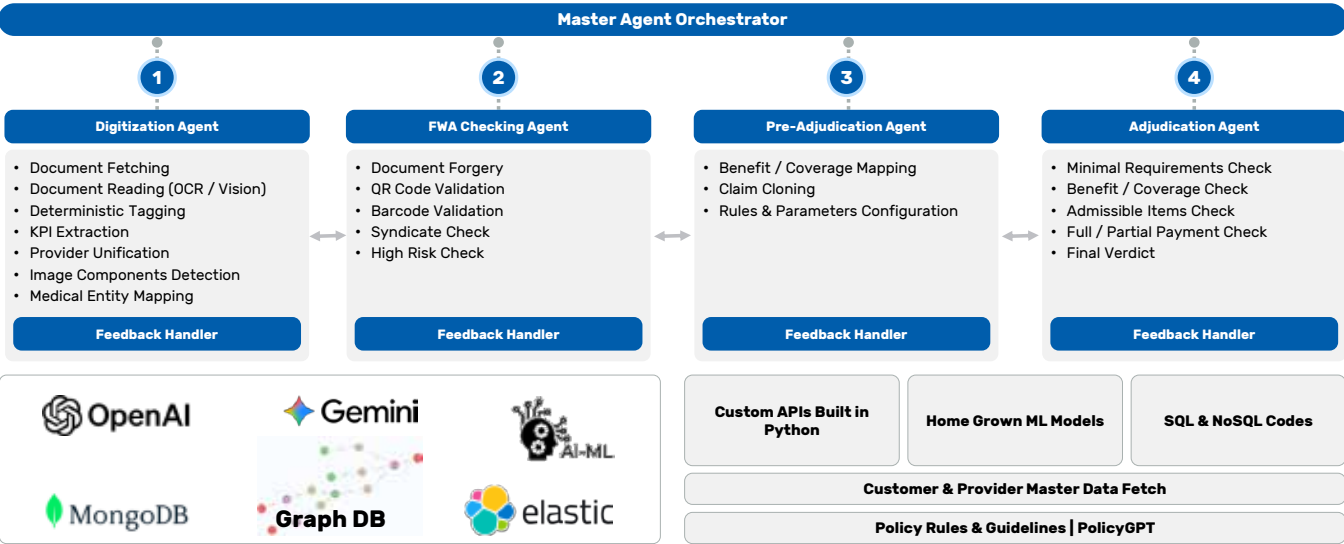 Master Agent Orchestrator
1
2
3
4
Digitization Agent
• Document Fetching
• Document Reading (OCR / Vision)
• Deterministic Tagging
• KPI Extraction
• Provider Unification
• Image Components Detection
• Medical Entity Mapping
Feedback Handler
FWA Checking Agent
• Document Forgery
• QR Code Validation
• Barcode Validation
• Syndicate Check
• High Risk Check
Feedback Handler
Pre-Adjudication Agent
• Benefit / Coverage Mapping
• Claim Cloning
• Rules & Parameters Configuration
Feedback Handler
Adjudication Agent
• Minimal Requirements Check
• Benefit / Coverage Check
• Admissible Items Check
• Full / Partial Payment Check
• Final Verdict
Feedback Handler
OpenAI
Gemini
AI-ML
MongoDB
Graph DB
elastic
Custom APIs Built in
Python
Home Grown ML Models
SQL & NoSQL Codes
Customer & Provider Master Data Fetch
Policy Rules & Guidelines | PolicyGPT